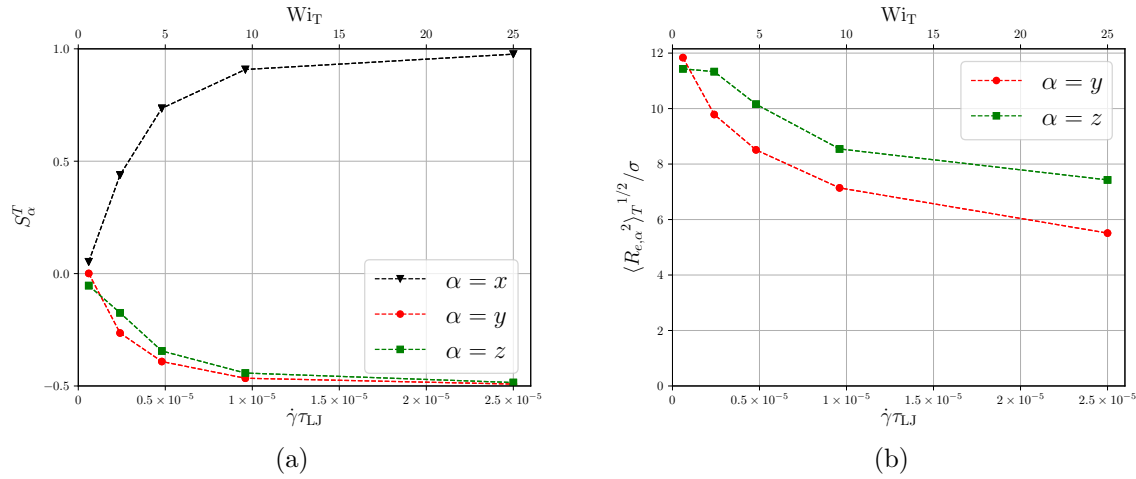 Wi_T
0 5 10 15 20 25
1.0
0.5
0.0
−0.5
S_α^T
α = x
α = y
α = z
0 0.5 × 10⁻⁵ 1 × 10⁻⁵ 1.5 × 10⁻⁵ 2 × 10⁻⁵ 2.5 × 10⁻⁵
γ̇τ_LJ
(a)
Wi_T
0 5 10 15 20 25
12
10
8
6
4
2
0
⟨R_{e,α}²⟩_T^{1/2}/σ
α = y
α = z
0 0.5 × 10⁻⁵ 1 × 10⁻⁵ 1.5 × 10⁻⁵ 2 × 10⁻⁵ 2.5 × 10⁻⁵
γ̇τ_LJ
(b)